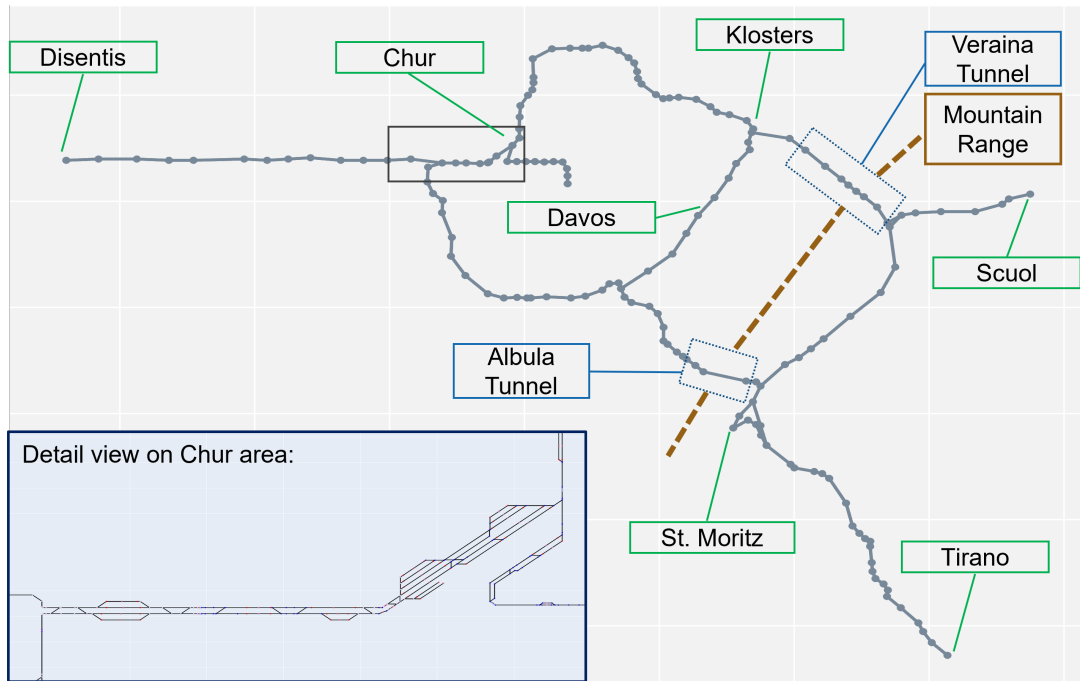 Disentis
Chur
Klosters
Veraina
Tunnel
Mountain
Range
Davos
Scuol
Albula
Tunnel
Detail view on Chur area:
St. Moritz
Tirano